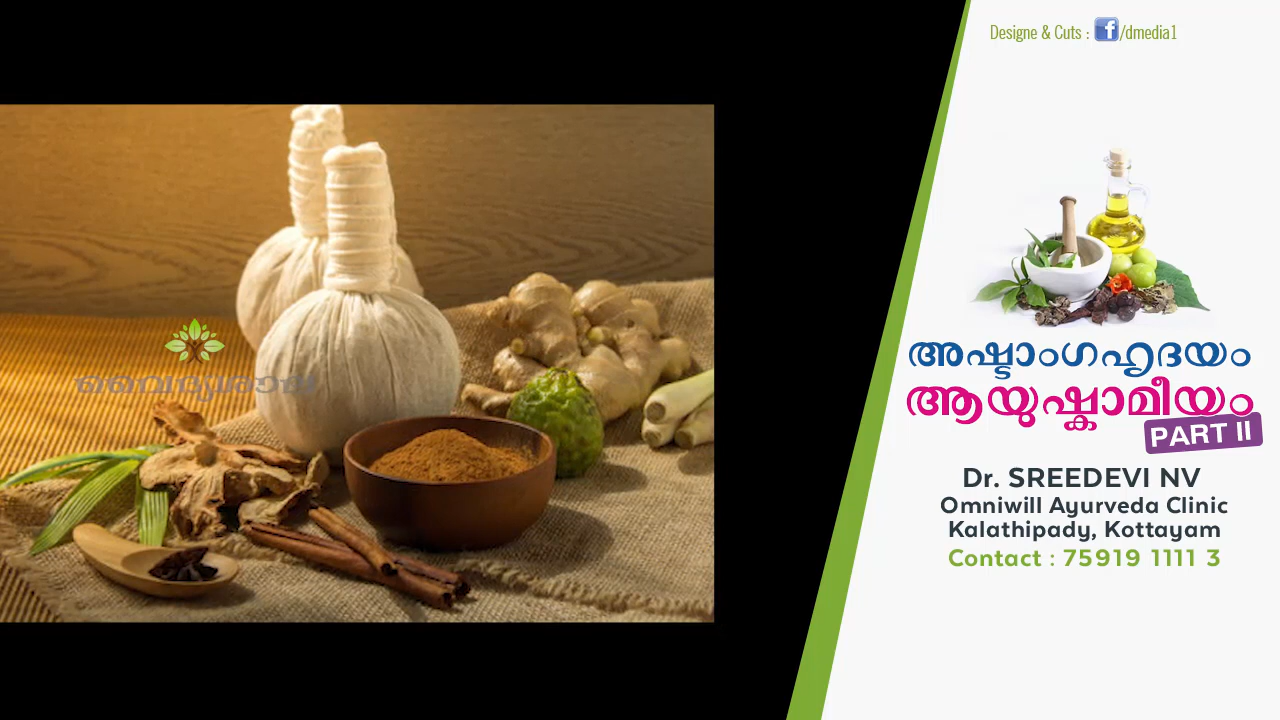 Designe & Cuts : f/dmedia1
വൈദ്യശാല
അഷ്ടാംഗഹൃദയം
ആയുഷ്കാമീയം
PART II
Dr. SREEDEVI NV
Omniwill Ayurveda Clinic
Kalathipady, Kottayam
Contact : 75919 1111 3